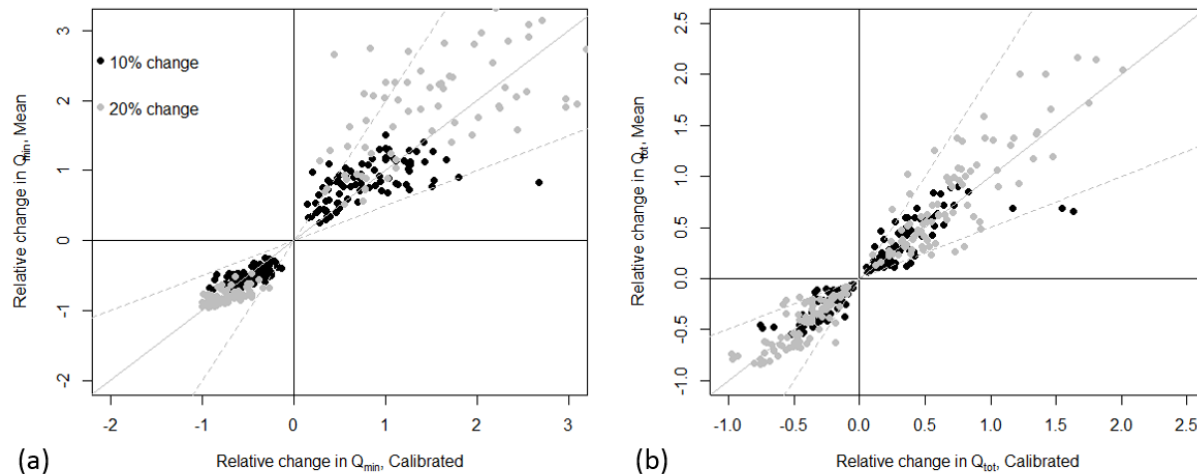 3
2
1
0
-1
-2
Relative change in Qmin, Mean
10% change
20% change
-2 -1 0 1 2 3
(a) Relative change in Qmin, Calibrated
2.5
2.0
1.5
1.0
0.5
0.0
-0.5
-1.0
Relative change in Qtot, Mean
-1.0 -0.5 0.0 0.5 1.0 1.5 2.0 2.5
(b) Relative change in Qtot, Calibrated